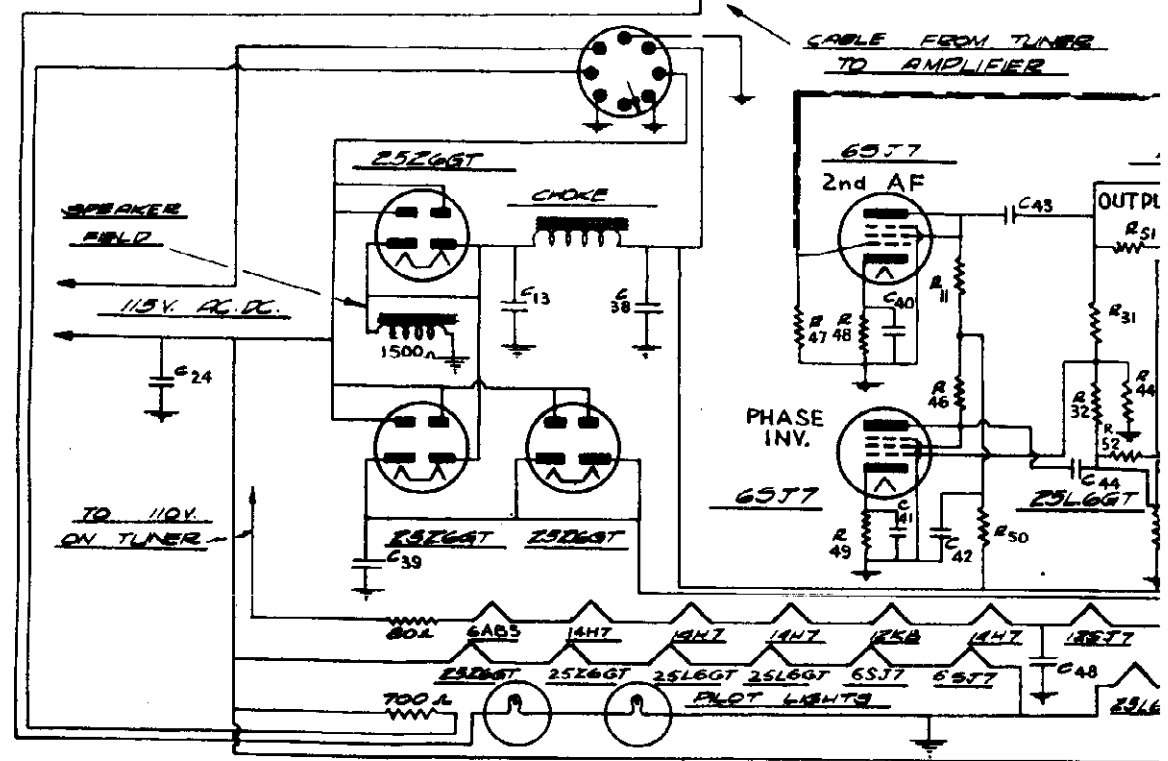 CABLE FROM TUNER
TO AMPLIFIER
25Z6GT
6SJ7
2nd AF
CHOKE
C43
OUTPU
SPEAKER
FIELD
R51
R11
C13
C38
C40
115V. AC.DC.
R47
R48
R31
1500Ω
C24
R46
R32
R44
PHASE
INV.
R52
C44
6SJ7
25L6GT
TO 110V.
ON TUNER
25Z6GT
25Z6GT
C39
R49
C41
C42
R50
80Ω
6AB5
14H7
14H7
14H7
12K8
14H7
12SJ7
25Z6GT
25Z6GT
25L6GT
25L6GT
6SJ7
6SJ7
C48
700Ω
PILOT LIGHTS
25L6